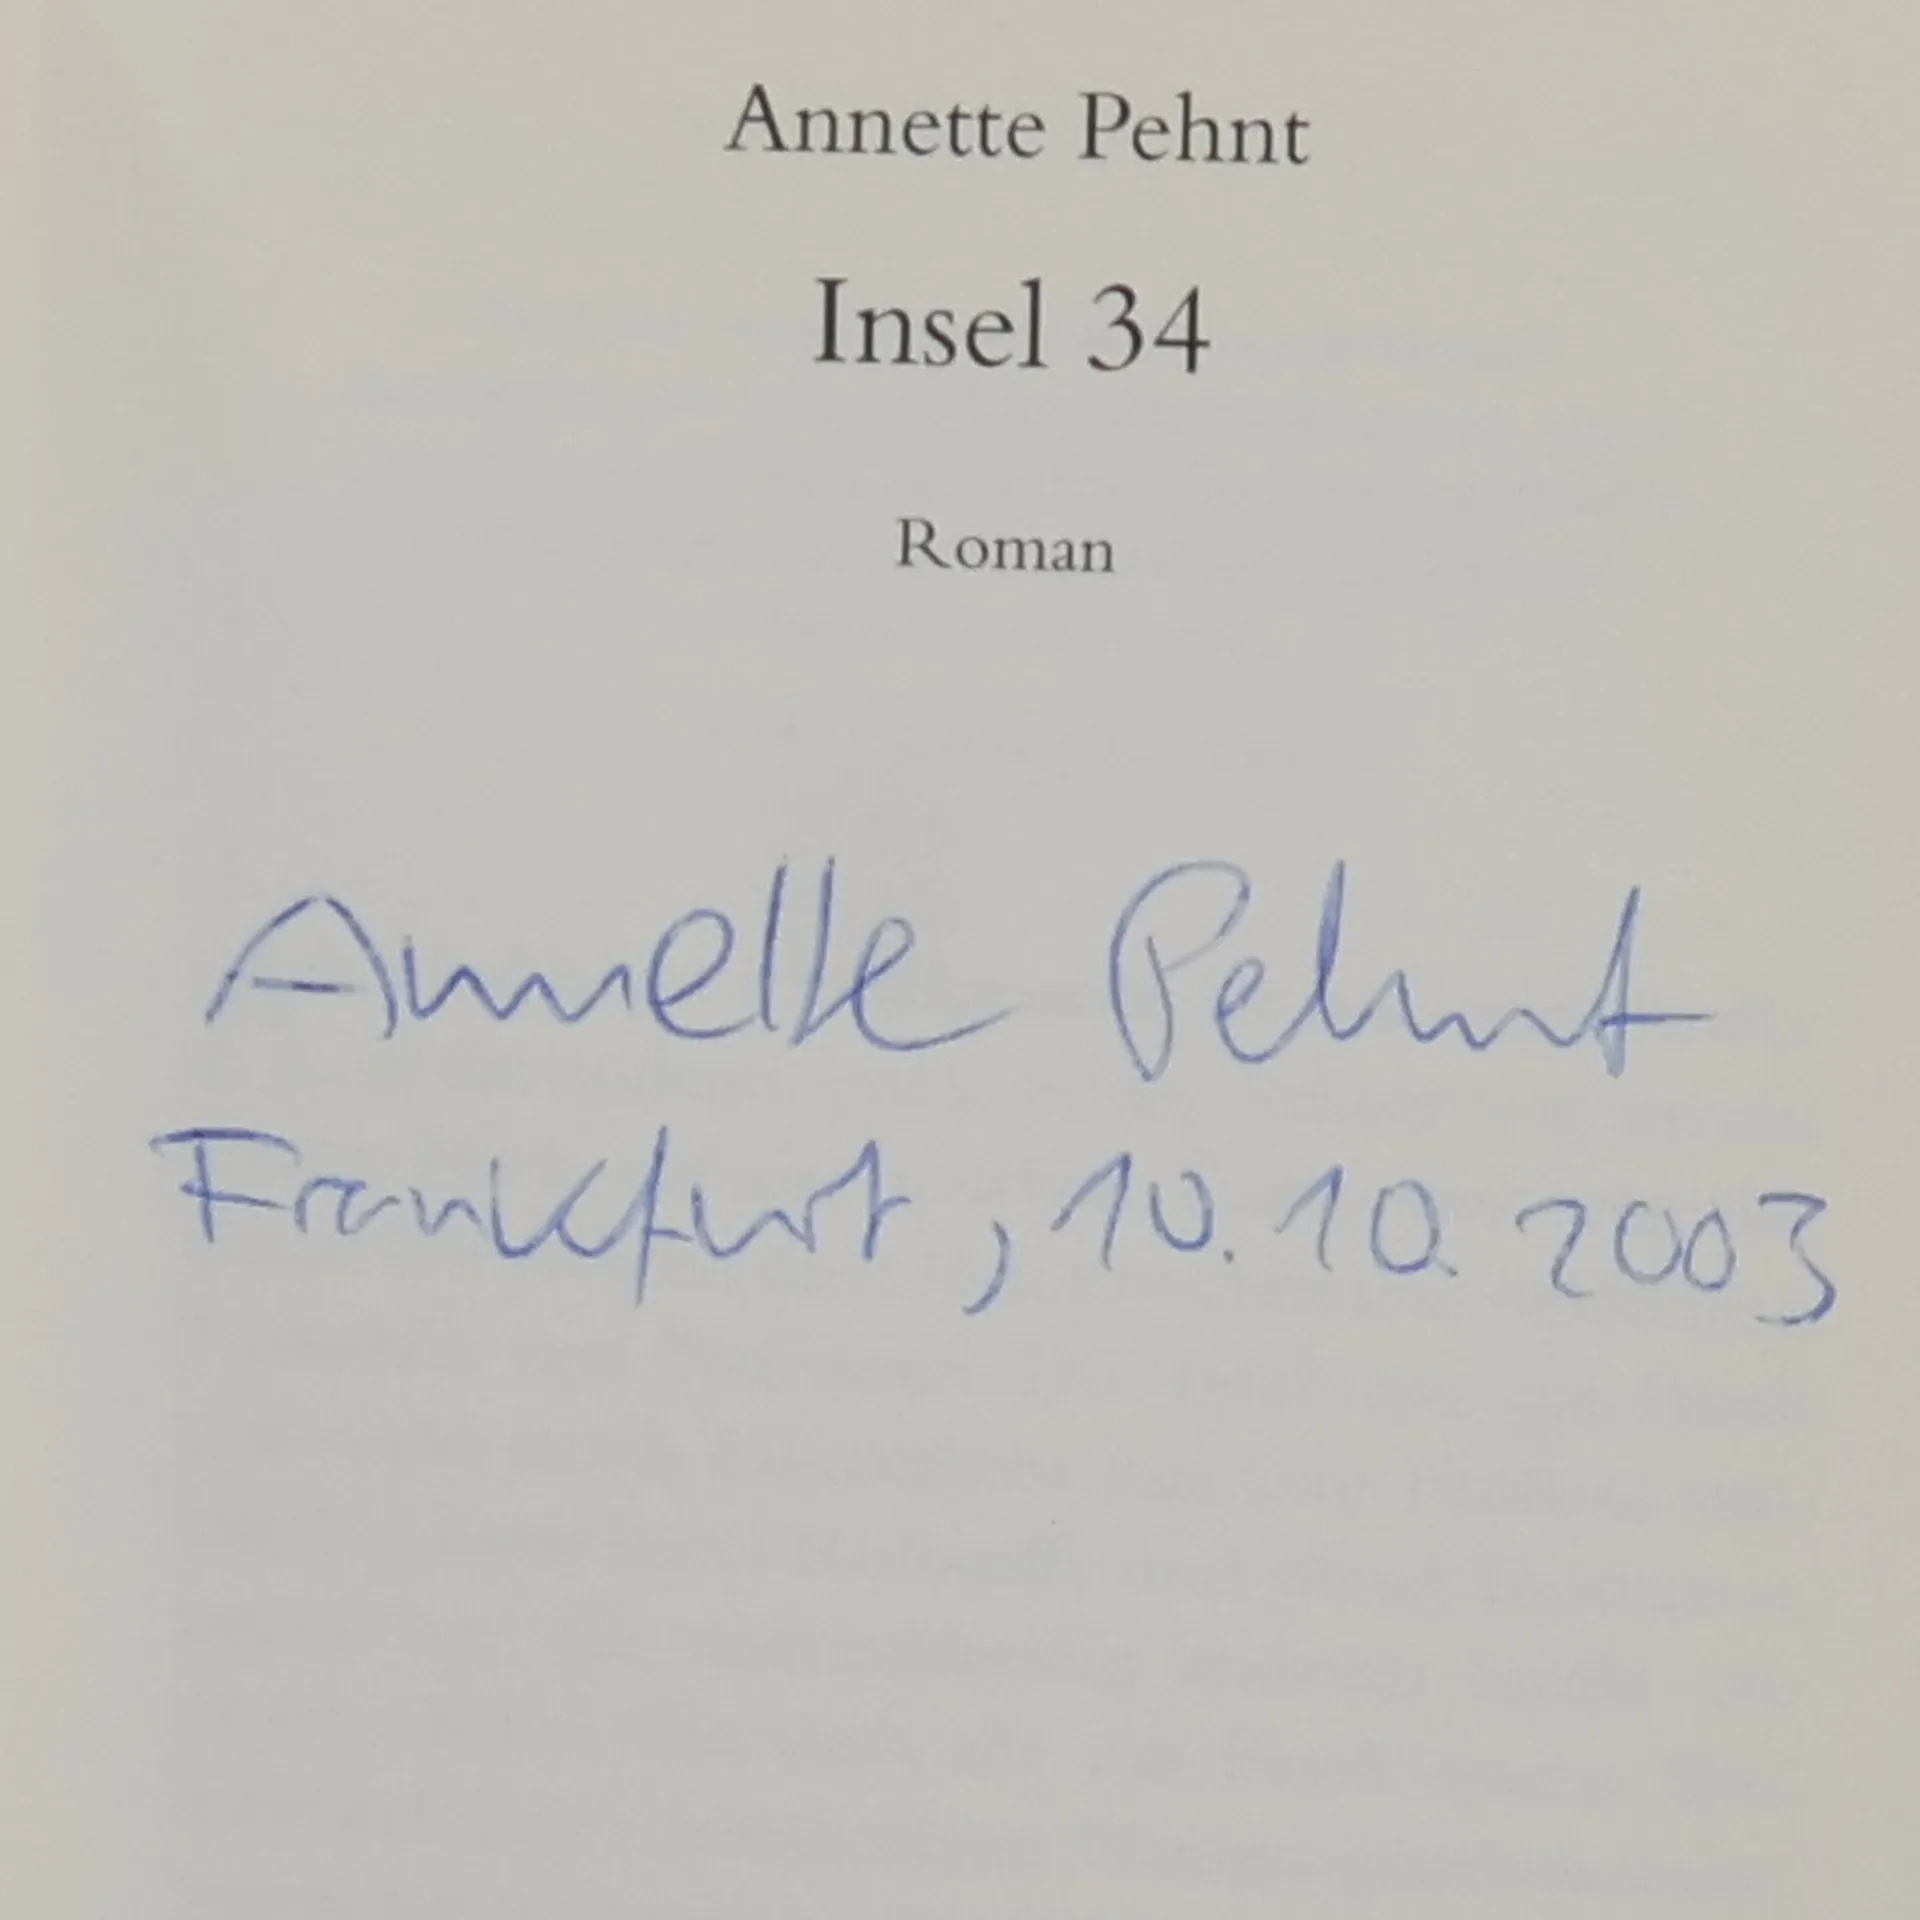 Annette Pehnt
Insel 34
Roman
Annette Pehnt
Frankfurt, 10.10.2003